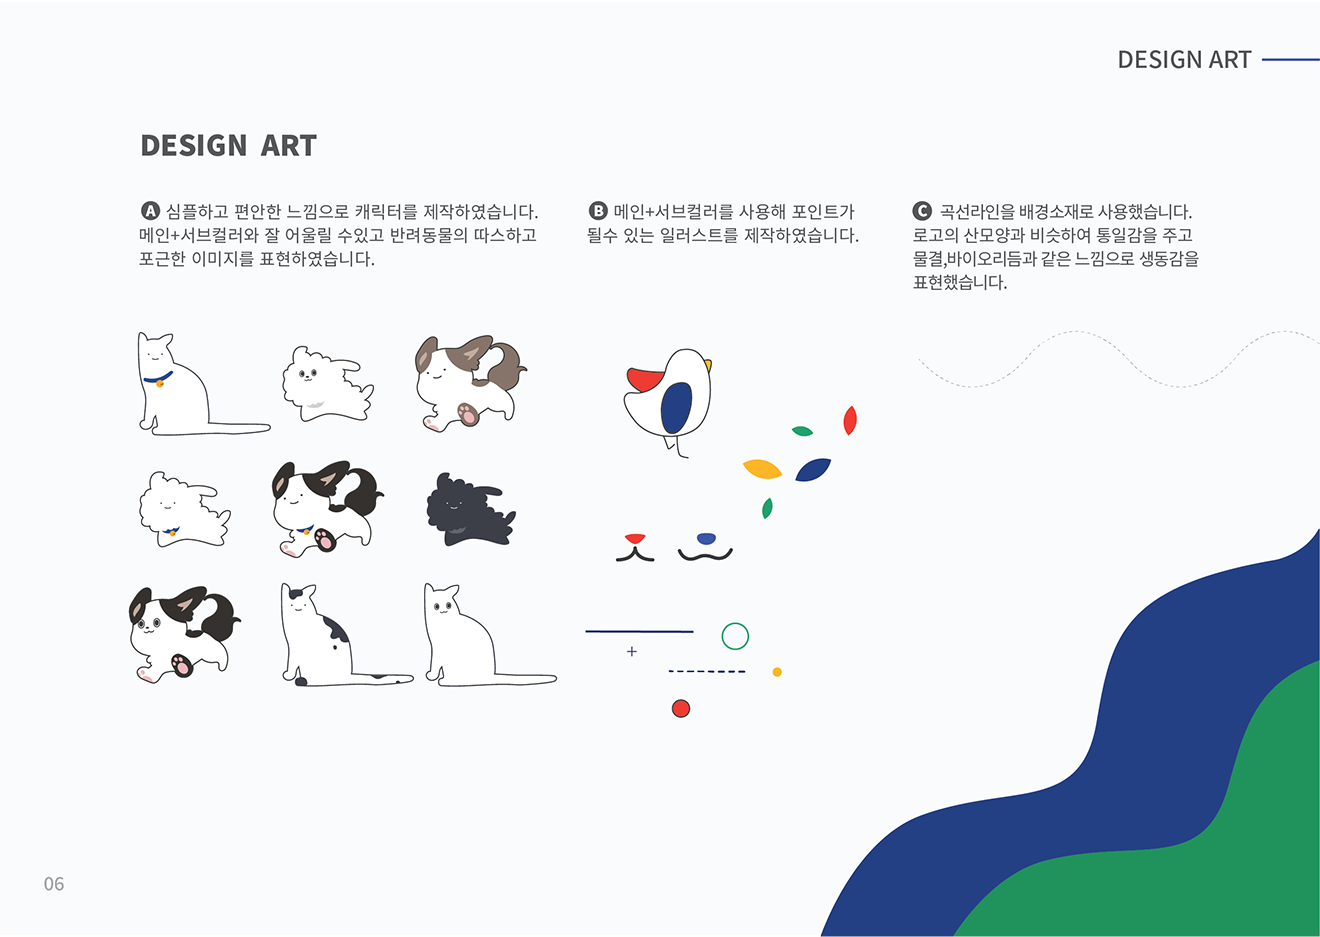 DESIGN ART
DESIGN ART
A 심플하고 편안한 느낌으로 캐릭터를 제작하였습니다.
메인+서브컬러와 잘 어울릴 수있고 반려동물의 따스하고
포근한 이미지를 표현하였습니다.
B 메인+서브컬러를 사용해 포인트가
될수 있는 일러스트를 제작하였습니다.
C 곡선라인을 배경소재로 사용했습니다.
로고의 산모양과 비슷하여 통일감을 주고
물결,바이오리듬과 같은 느낌으로 생동감을
표현했습니다.
06